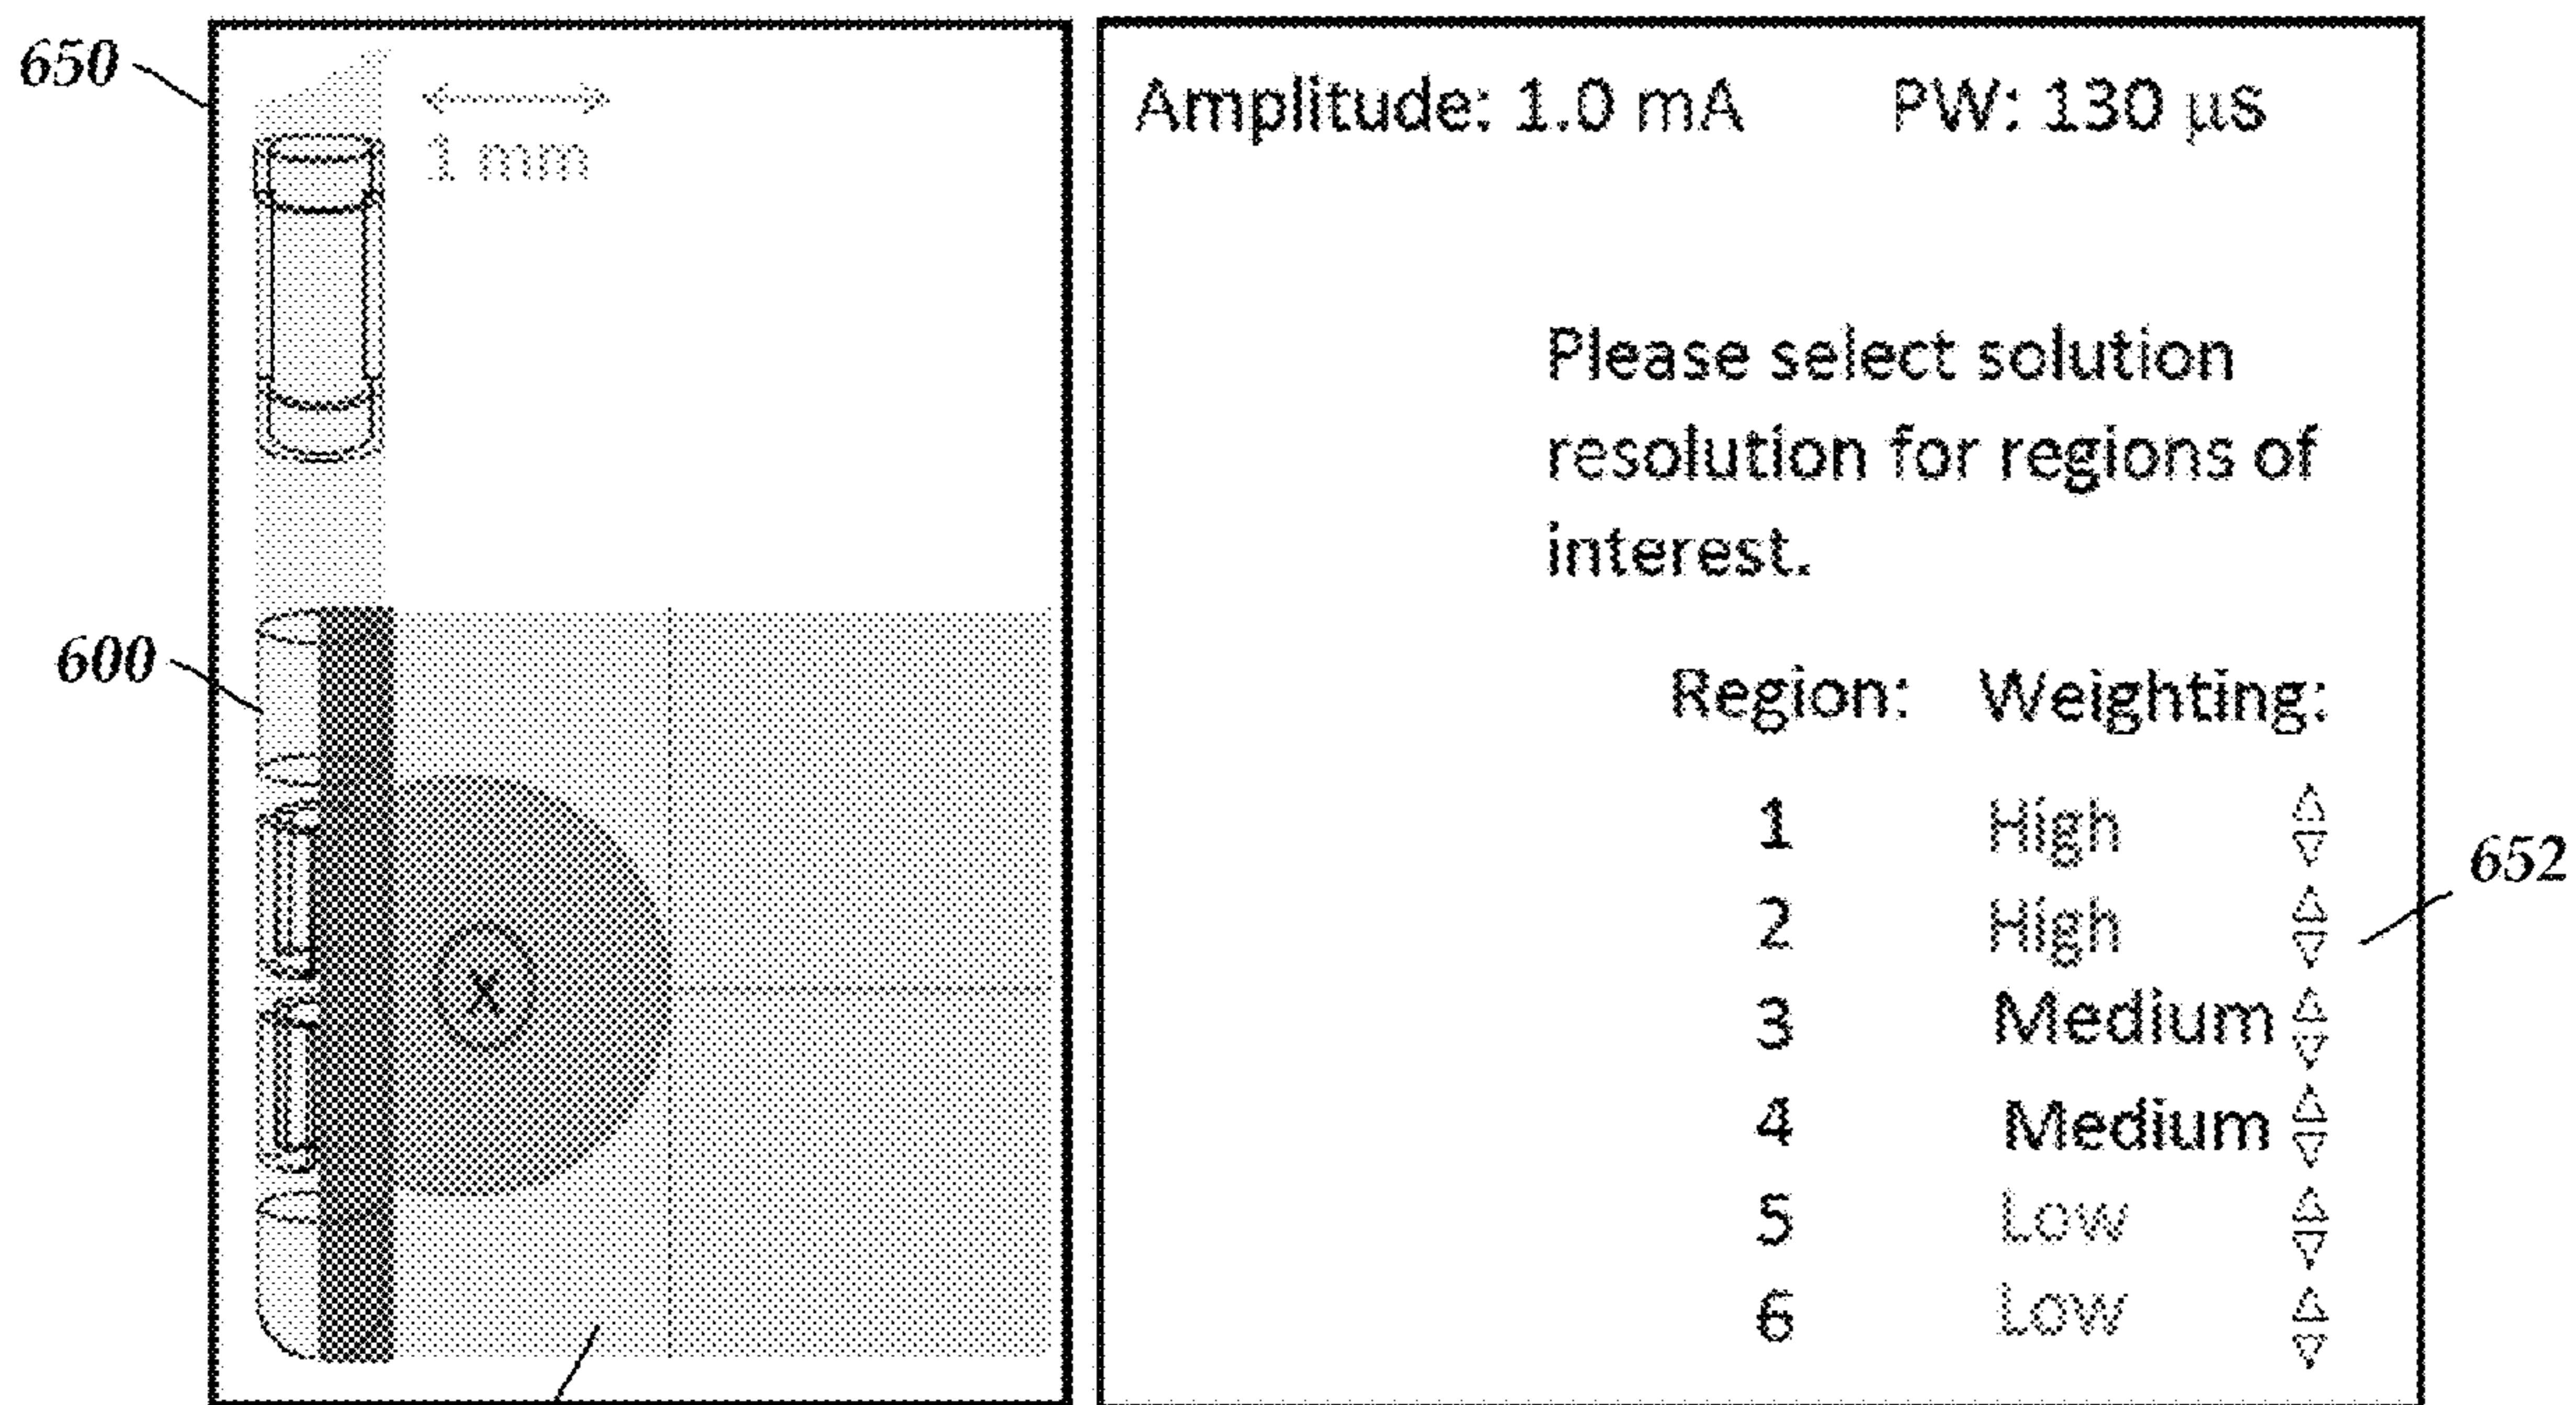 650
1 mm
600
X
Amplitude: 1.0 mA PW: 130 µs
Please select solution
resolution for regions of
interest.
Region: Weighting:
1 High
2 High
652
3 Medium
4 Medium
5 Low
6 Low